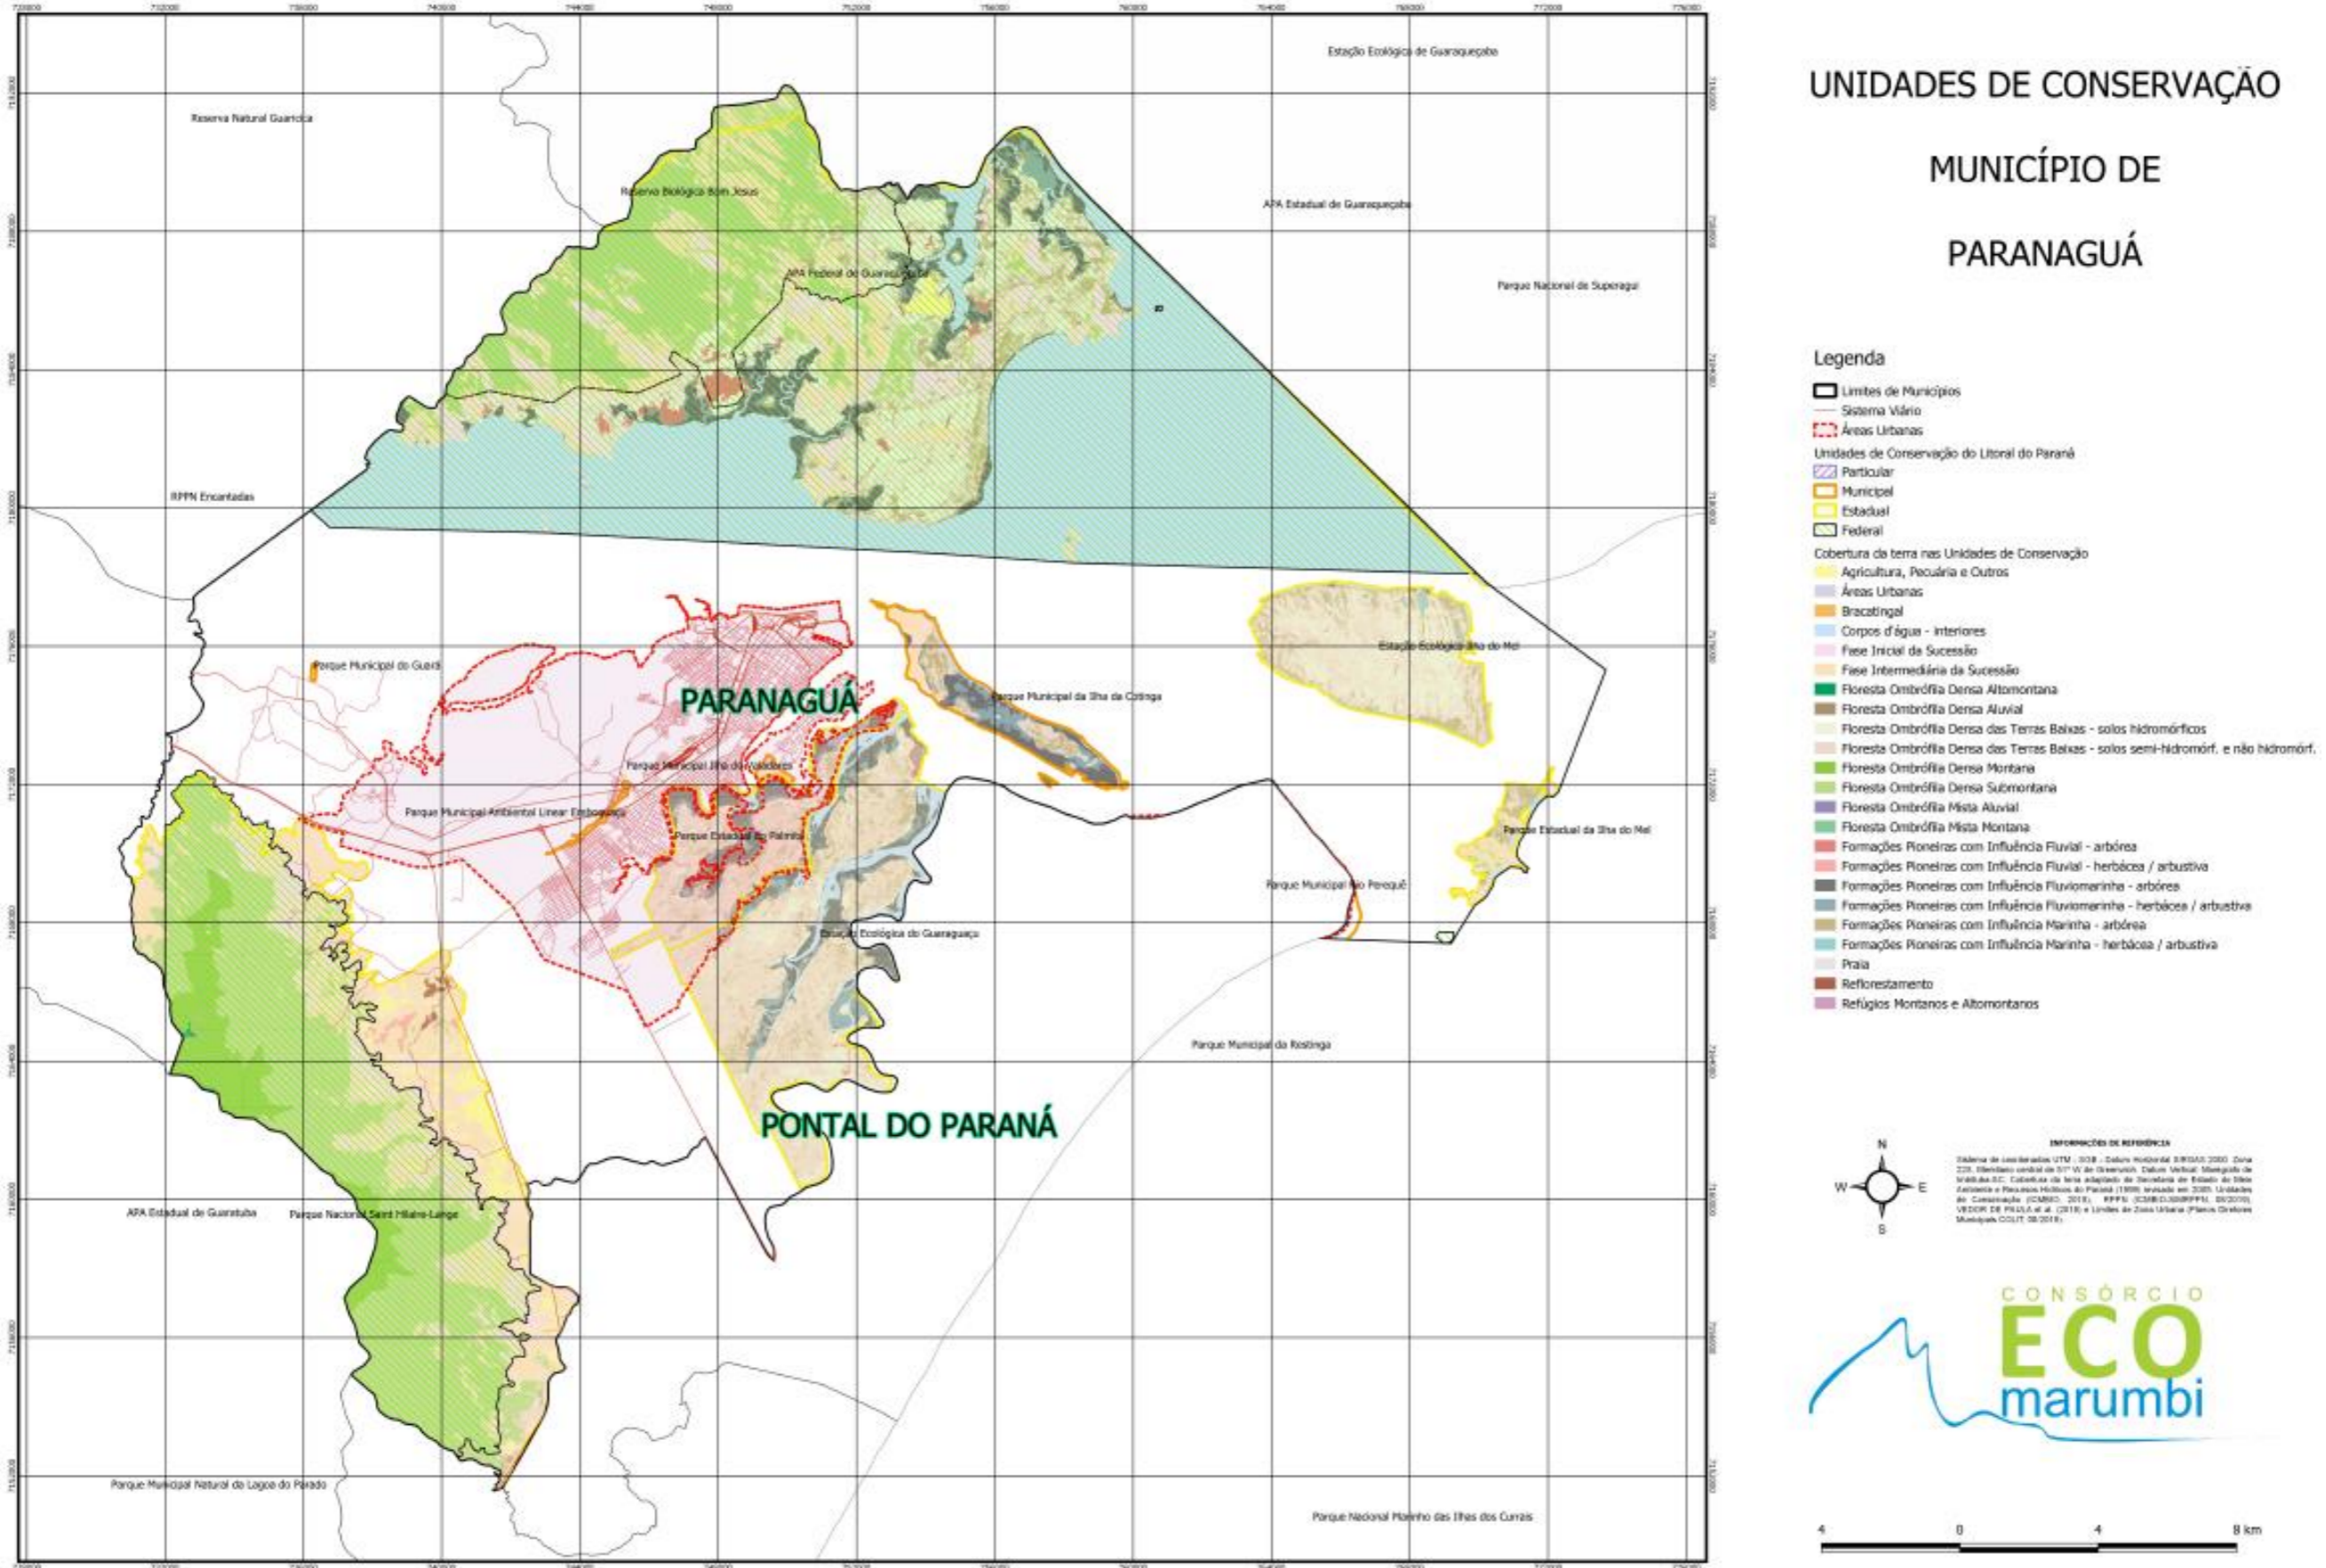 UNIDADES DE CONSERVAÇÃO
MUNICÍPIO DE
PARANAGUÁ
Estação Ecológica de Guaraqueçaba
Reserva Natural Guaricica
Reserva Biológica Bom Jesus
APA Estadual de Guaraqueçaba
APA Federal de Guaraqueçaba
Parque Nacional de Superagui
RPPN Encantadas
Estação Ecológica Ilha do Mel
Parque Municipal do Guará
Parque Municipal da Ilha da Cotinga
PARANAGUÁ
Parque Municipal Ilha do Valadares
Parque Municipal Ambiental Linear Emboguaçu
Parque Estadual do Palmito
Parque Estadual da Ilha do Mel
Parque Municipal Rio Perequê
Estação Ecológica do Guaraguaçu
Parque Municipal da Restinga
PONTAL DO PARANÁ
APA Estadual de Guaratuba
Parque Nacional Saint Hilaire-Lange
Parque Municipal Natural da Lagoa do Parado
Parque Nacional Marinho das Ilhas dos Currais
Legenda
Limites de Municípios
Sistema Viário
Áreas Urbanas
Unidades de Conservação do Litoral do Paraná
Particular
Municipal
Estadual
Federal
Cobertura da terra nas Unidades de Conservação
Agricultura, Pecuária e Outros
Áreas Urbanas
Bracatingal
Corpos d'água - interiores
Fase Inicial da Sucessão
Fase Intermediária da Sucessão
Floresta Ombrófila Densa Altomontana
Floresta Ombrófila Densa Aluvial
Floresta Ombrófila Densa das Terras Baixas - solos hidromórficos
Floresta Ombrófila Densa das Terras Baixas - solos semi-hidromórf. e não hidromórf.
Floresta Ombrófila Densa Montana
Floresta Ombrófila Densa Submontana
Floresta Ombrófila Mista Aluvial
Floresta Ombrófila Mista Montana
Formações Pioneiras com Influência Fluvial - arbórea
Formações Pioneiras com Influência Fluvial - herbácea / arbustiva
Formações Pioneiras com Influência Fluviomarinha - arbórea
Formações Pioneiras com Influência Fluviomarinha - herbácea / arbustiva
Formações Pioneiras com Influência Marinha - arbórea
Formações Pioneiras com Influência Marinha - herbácea / arbustiva
Praia
Reflorestamento
Refúgios Montanos e Altomontanos
N
W E
S
INFORMAÇÕES DE REFERÊNCIA
CONSÓRCIO
ECO
marumbi
4 0 4 8 km